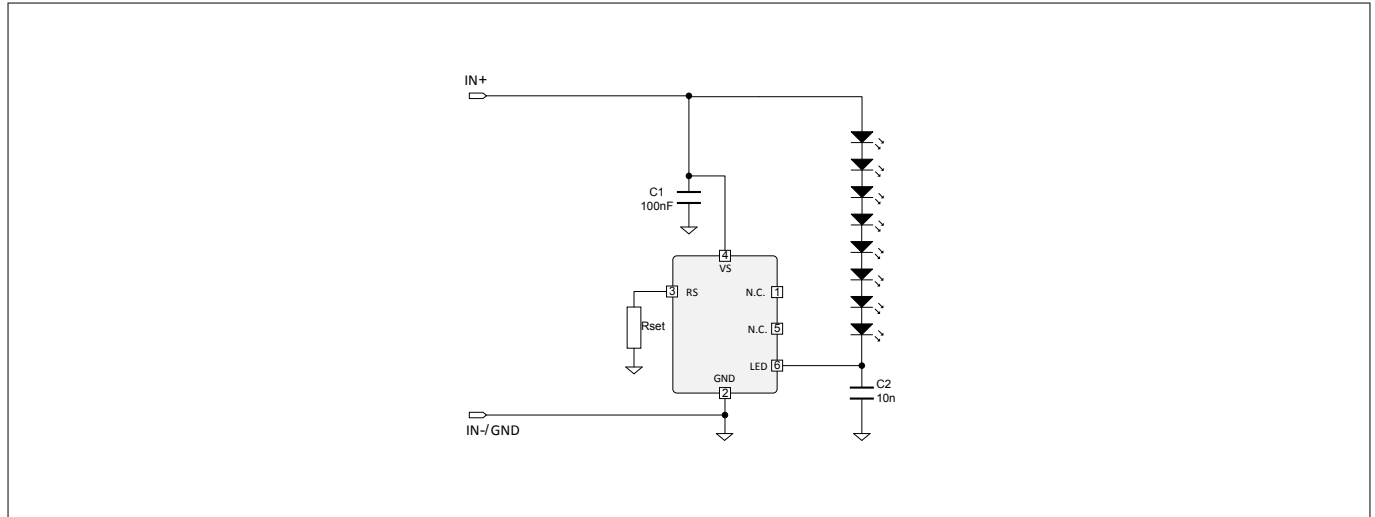 IN+
C1
100nF
4
VS
3
RS
N.C.
1
Rset
N.C.
5
LED
6
GND
2
C2
10n
IN-/GND